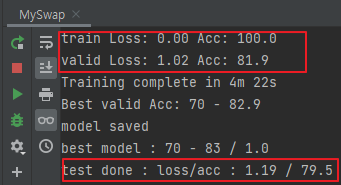 MySwap
train Loss: 0.00 Acc: 100.0
valid Loss: 1.02 Acc: 81.9
Training complete in 4m 22s
Best valid Acc: 70 - 82.9
model saved
best model : 70 - 83 / 1.0
test done : loss/acc : 1.19 / 79.5